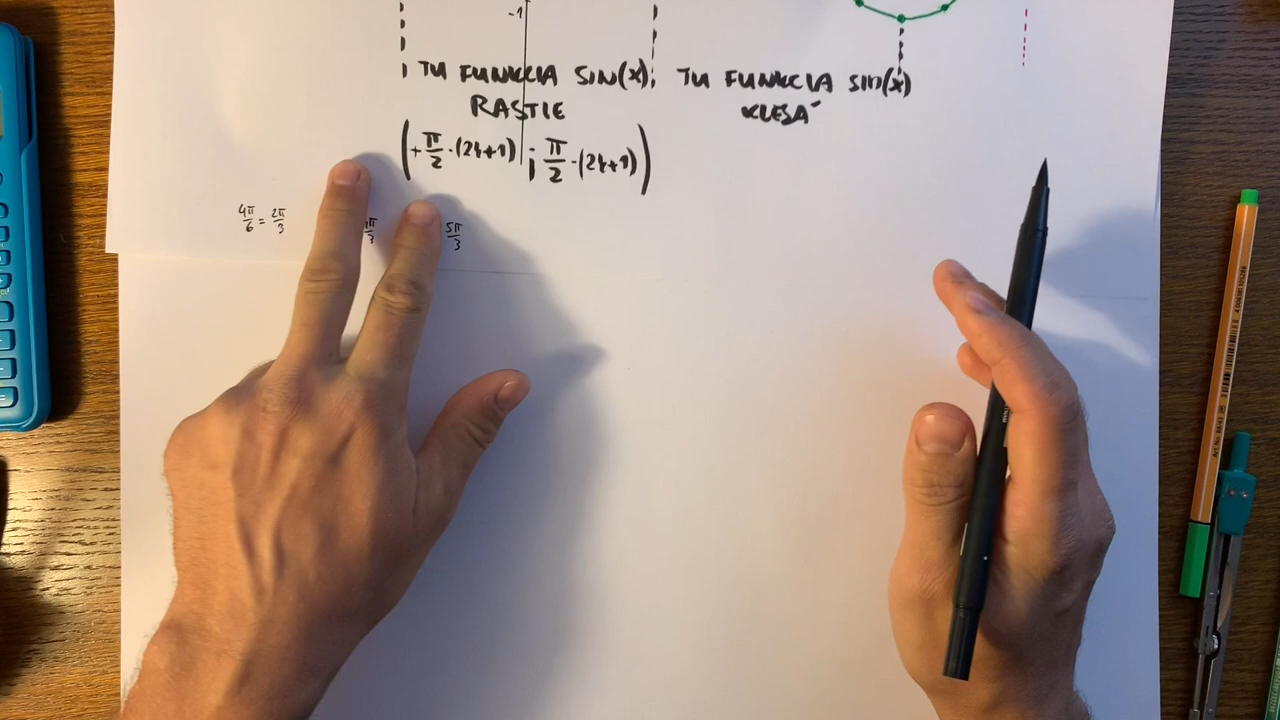 -1
TU FUNKCIA SIN(x) TU FUNKCIA sin(x)
RASTIE KLESÁ
(+π/2·(2k+1) ; π/2·(2k+1))
4π/6 = 2π/3 5π/3